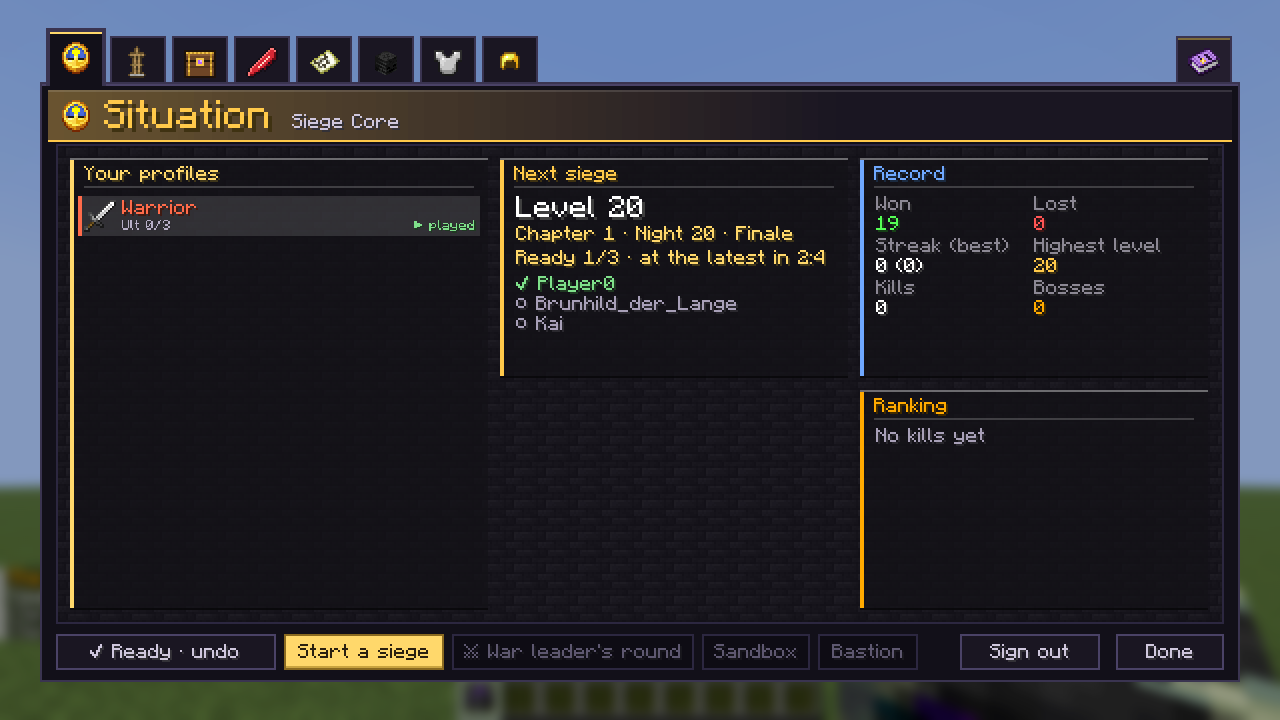 Situation Siege Core
Your profiles
Warrior
Ult 0/3
▶ played
Next siege
Level 20
Chapter 1 · Night 20 · Finale
Ready 1/3 · at the latest in 2:4
✓ Player0
○ Brunhild_der_Lange
○ Kai
Record
Won Lost
19 0
Streak (best) Highest level
0 (0) 20
Kills Bosses
0 0
Ranking
No kills yet
✓ Ready · undo
Start a siege
⚔ War leader's round
Sandbox
Bastion
Sign out
Done